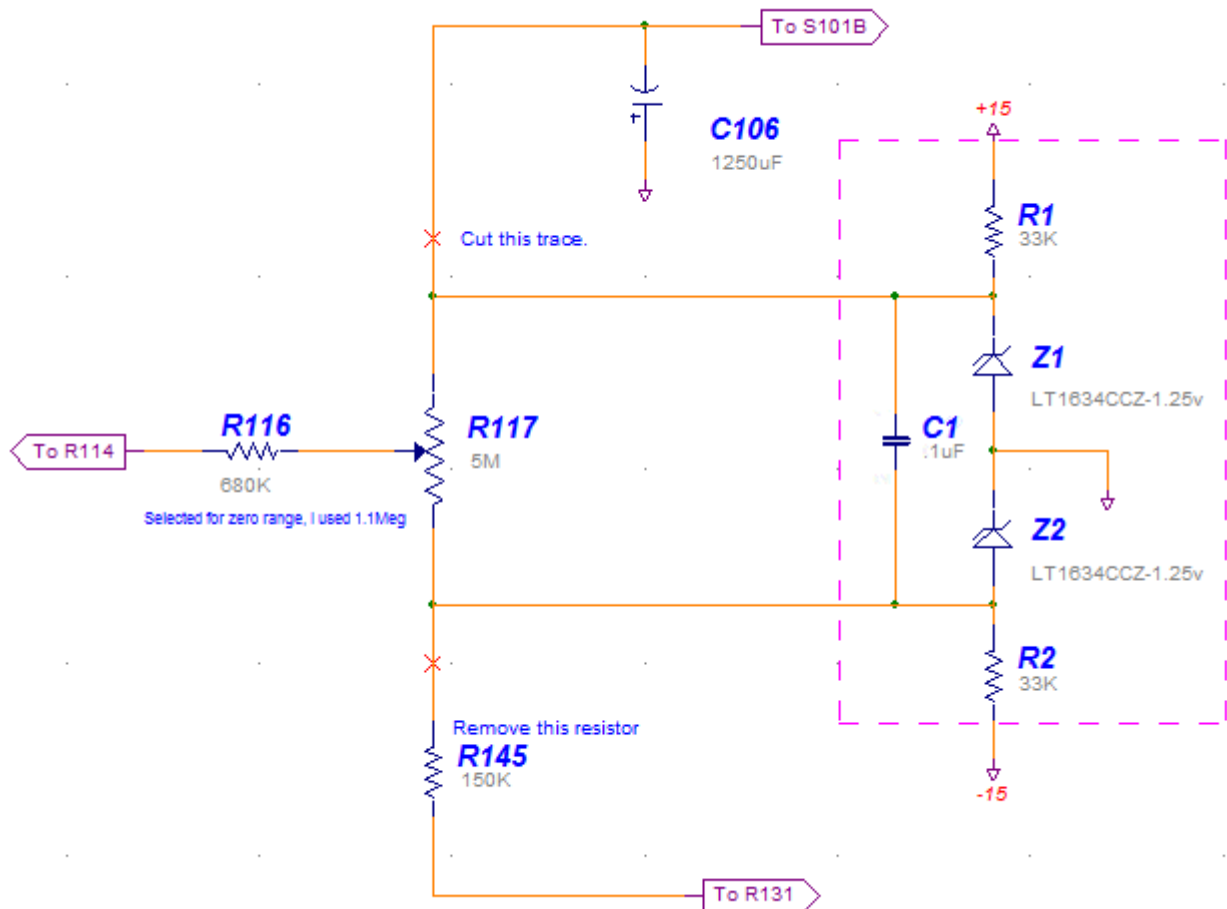 To S101B
C106
1250uF
+15
R1
33K
Cut this trace.
Z1
LT1634CCZ-1.25v
R116
680K
R117
5M
C1
.1uF
To R114
Selected for zero range, I used 1.1Meg
Z2
LT1634CCZ-1.25v
R2
33K
Remove this resistor
R145
150K
-15
To R131